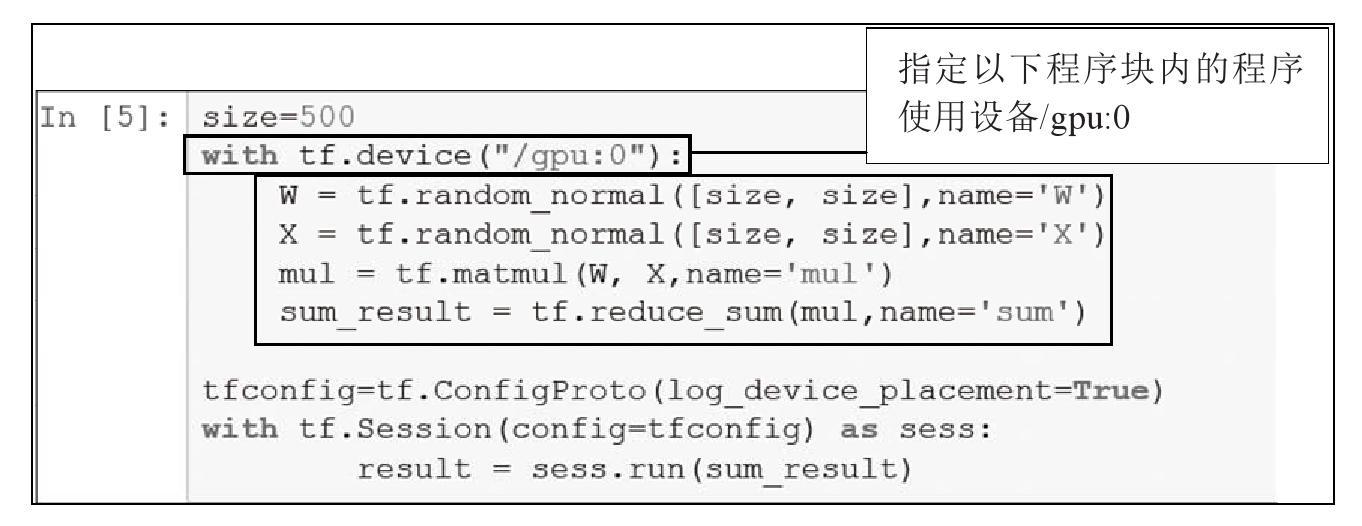 指定以下程序块内的程序
使用设备/gpu:0
In [5]: size=500
with tf.device("/gpu:0"):
    W = tf.random_normal([size, size],name='W')
    X = tf.random_normal([size, size],name='X')
    mul = tf.matmul(W, X,name='mul')
    sum_result = tf.reduce_sum(mul,name='sum')
tfconfig=tf.ConfigProto(log_device_placement=True)
with tf.Session(config=tfconfig) as sess:
        result = sess.run(sum_result)